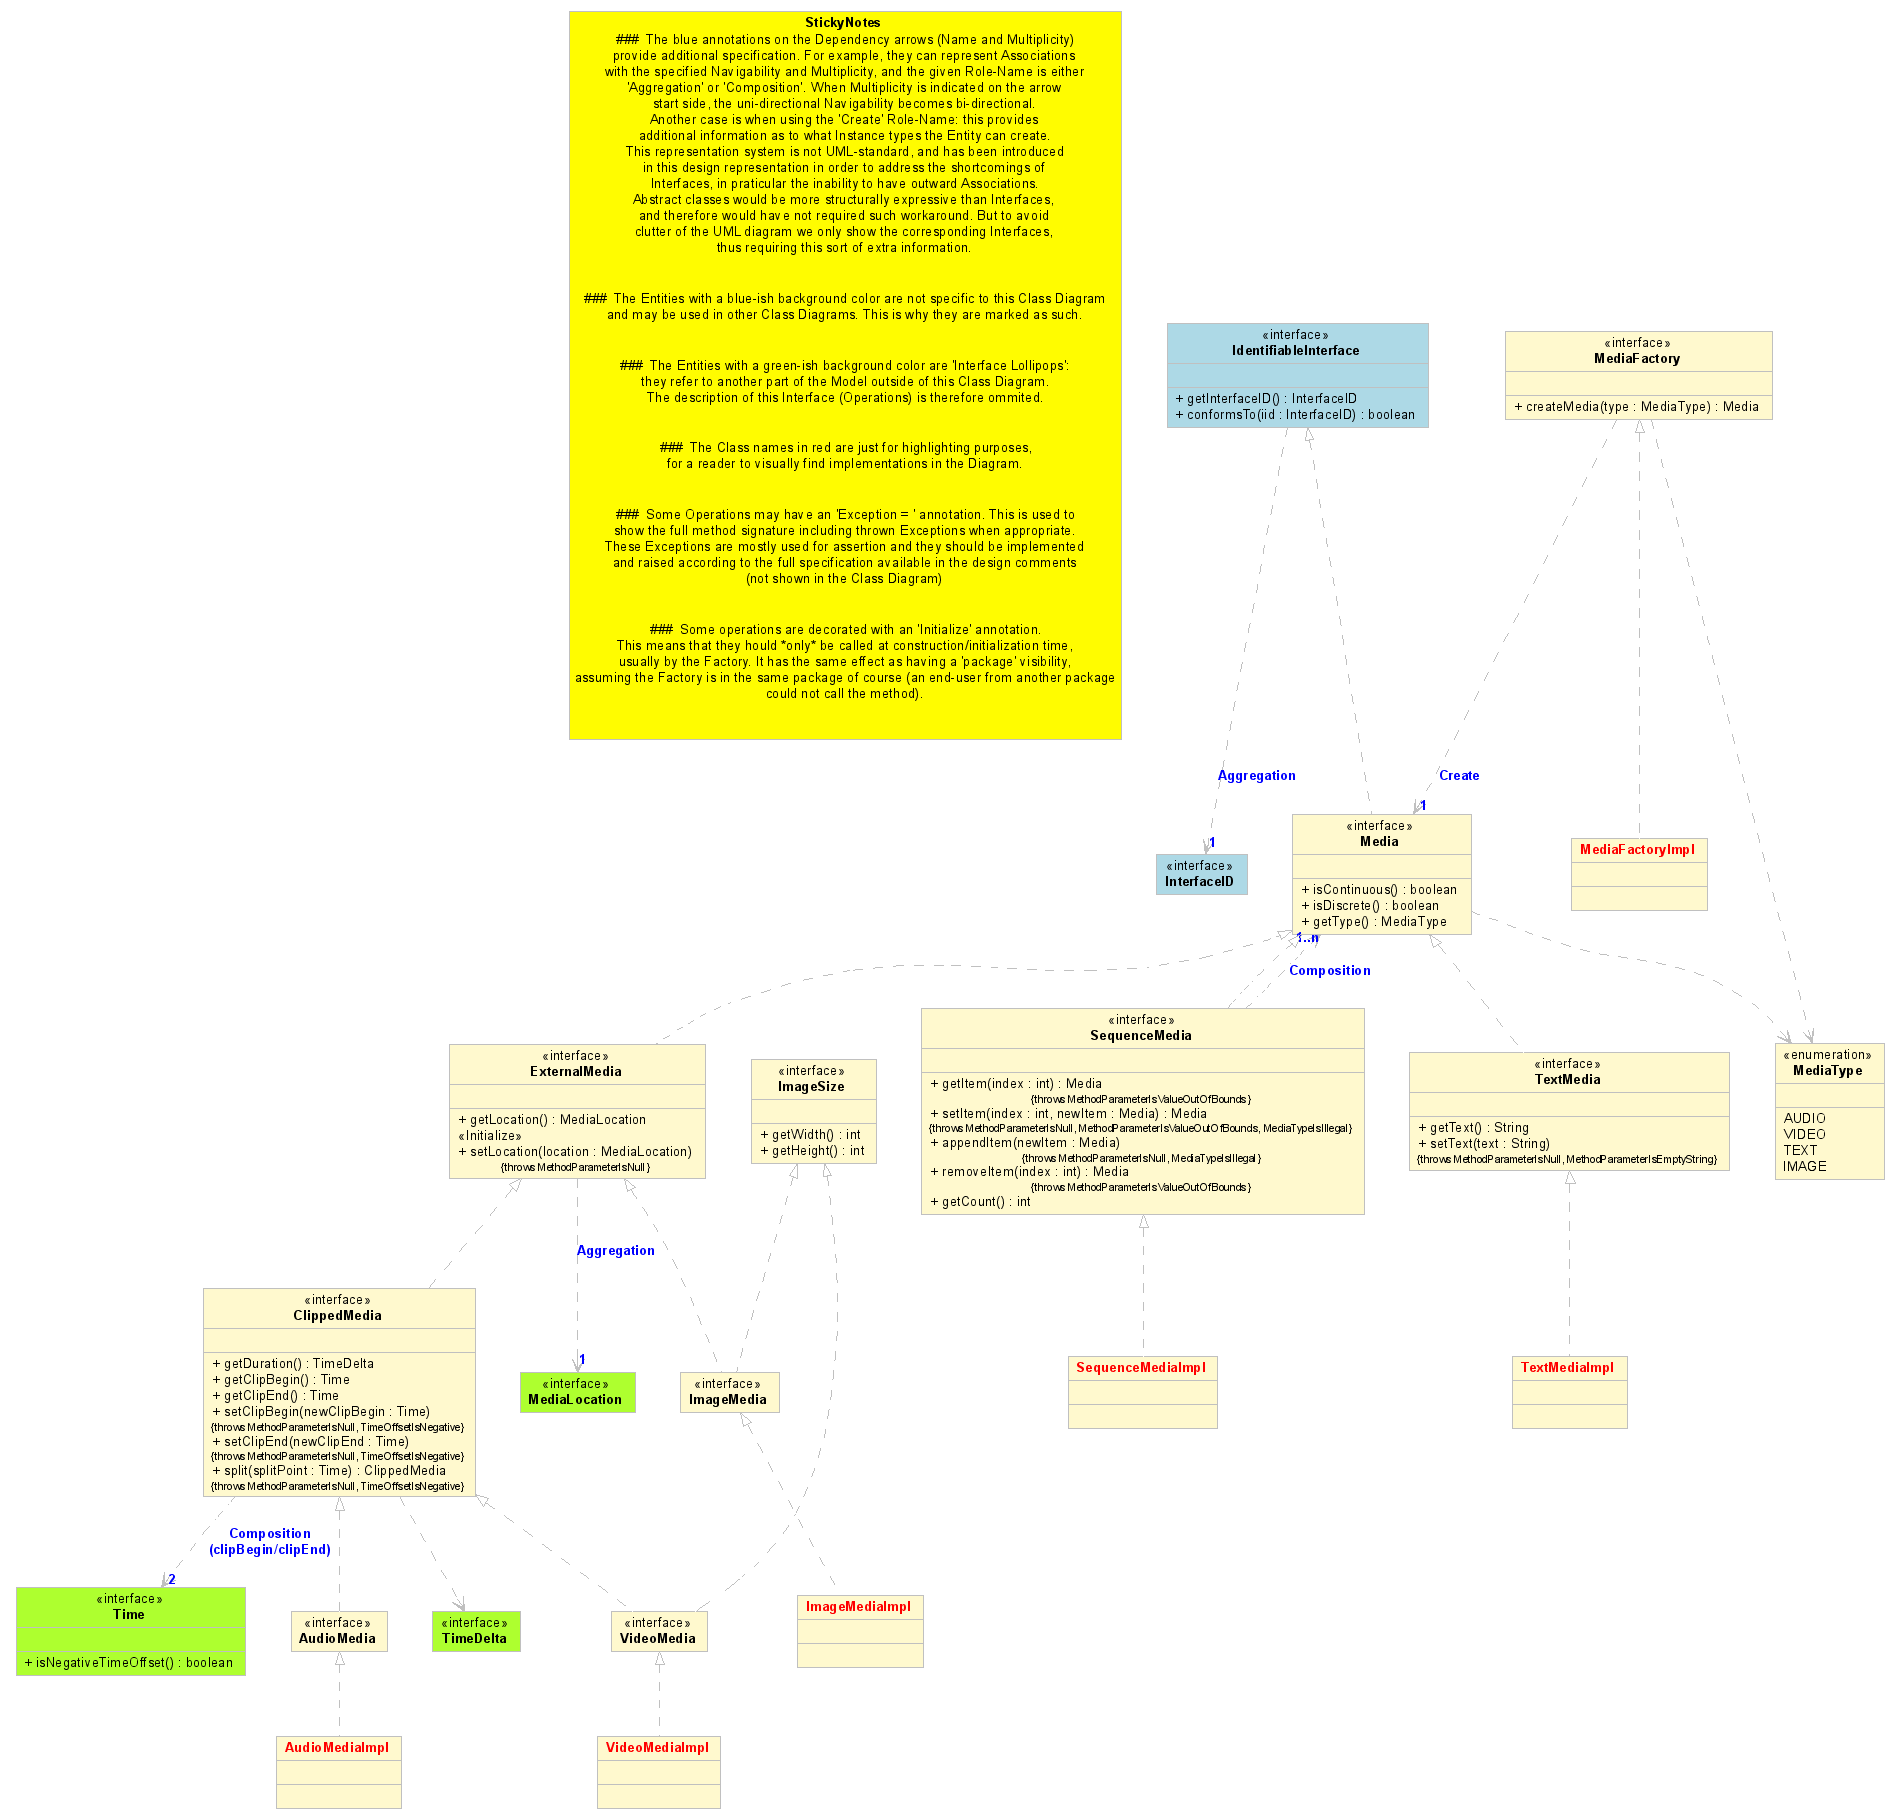 StickyNotes
### The blue annotations on the Dependency arrows (Name and Multiplicity)
provide additional specification. For example, they can represent Associations
with the specified Navigability and Multiplicity, and the given Role-Name is either
'Aggregation' or 'Composition'. When Multiplicity is indicated on the arrow
start side, the uni-directional Navigability becomes bi-directional.
Another case is when using the 'Create' Role-Name: this provides
additional information as to what Instance types the Entity can create.
This representation system is not UML-standard, and has been introduced
in this design representation in order to address the shortcomings of
Interfaces, in praticular the inability to have outward Associations.
Abstract classes would be more structurally expressive than Interfaces,
and therefore would have not required such workaround. But to avoid
clutter of the UML diagram we only show the corresponding Interfaces,
thus requiring this sort of extra information.
### The Entities with a blue-ish background color are not specific to this Class Diagram
and may be used in other Class Diagrams. This is why they are marked as such.
### The Entities with a green-ish background color are 'Interface Lollipops':
they refer to another part of the Model outside of this Class Diagram.
The description of this Interface (Operations) is therefore ommited.
### The Class names in red are just for highlighting purposes,
for a reader to visually find implementations in the Diagram.
### Some Operations may have an 'Exception = ' annotation. This is used to
show the full method signature including thrown Exceptions when appropriate.
These Exceptions are mostly used for assertion and they should be implemented
and raised according to the full specification available in the design comments
(not shown in the Class Diagram)
### Some operations are decorated with an 'Initialize' annotation.
This means that they hould *only* be called at construction/initialization time,
usually by the Factory. It has the same effect as having a 'package' visibility,
assuming the Factory is in the same package of course (an end-user from another package
could not call the method).
«interface»
IdentifiableInterface
+ getInterfaceID() : InterfaceID
+ conformsTo(iid : InterfaceID) : boolean
«interface»
MediaFactory
+ createMedia(type : MediaType) : Media
Aggregation
1
Create
1
«interface»
InterfaceID
«interface»
Media
+ isContinuous() : boolean
+ isDiscrete() : boolean
+ getType() : MediaType
MediaFactoryImpl
1..n
Composition
«interface»
ExternalMedia
+ getLocation() : MediaLocation
«Initialize»
+ setLocation(location : MediaLocation)
{throws MethodParameterIsNull}
«interface»
ImageSize
+ getWidth() : int
+ getHeight() : int
«interface»
SequenceMedia
+ getItem(index : int) : Media
{throws MethodParameterIsValueOutOfBounds}
+ setItem(index : int, newItem : Media) : Media
{throws MethodParameterIsNull, MethodParameterIsValueOutOfBounds, MediaTypeIsIllegal}
+ appendItem(newItem : Media)
{throws MethodParameterIsNull, MediaTypeIsIllegal}
+ removeItem(index : int) : Media
{throws MethodParameterIsValueOutOfBounds}
+ getCount() : int
«interface»
TextMedia
+ getText() : String
+ setText(text : String)
{throws MethodParameterIsNull, MethodParameterIsEmptyString}
«enumeration»
MediaType
AUDIO
VIDEO
TEXT
IMAGE
Aggregation
1
«interface»
ClippedMedia
+ getDuration() : TimeDelta
+ getClipBegin() : Time
+ getClipEnd() : Time
+ setClipBegin(newClipBegin : Time)
{throws MethodParameterIsNull, TimeOffsetIsNegative}
+ setClipEnd(newClipEnd : Time)
{throws MethodParameterIsNull, TimeOffsetIsNegative}
+ split(splitPoint : Time) : ClippedMedia
{throws MethodParameterIsNull, TimeOffsetIsNegative}
«interface»
MediaLocation
«interface»
ImageMedia
SequenceMediaImpl
TextMediaImpl
Composition
(clipBegin/clipEnd)
2
«interface»
Time
+ isNegativeTimeOffset() : boolean
«interface»
AudioMedia
«interface»
TimeDelta
«interface»
VideoMedia
ImageMediaImpl
AudioMediaImpl
VideoMediaImpl